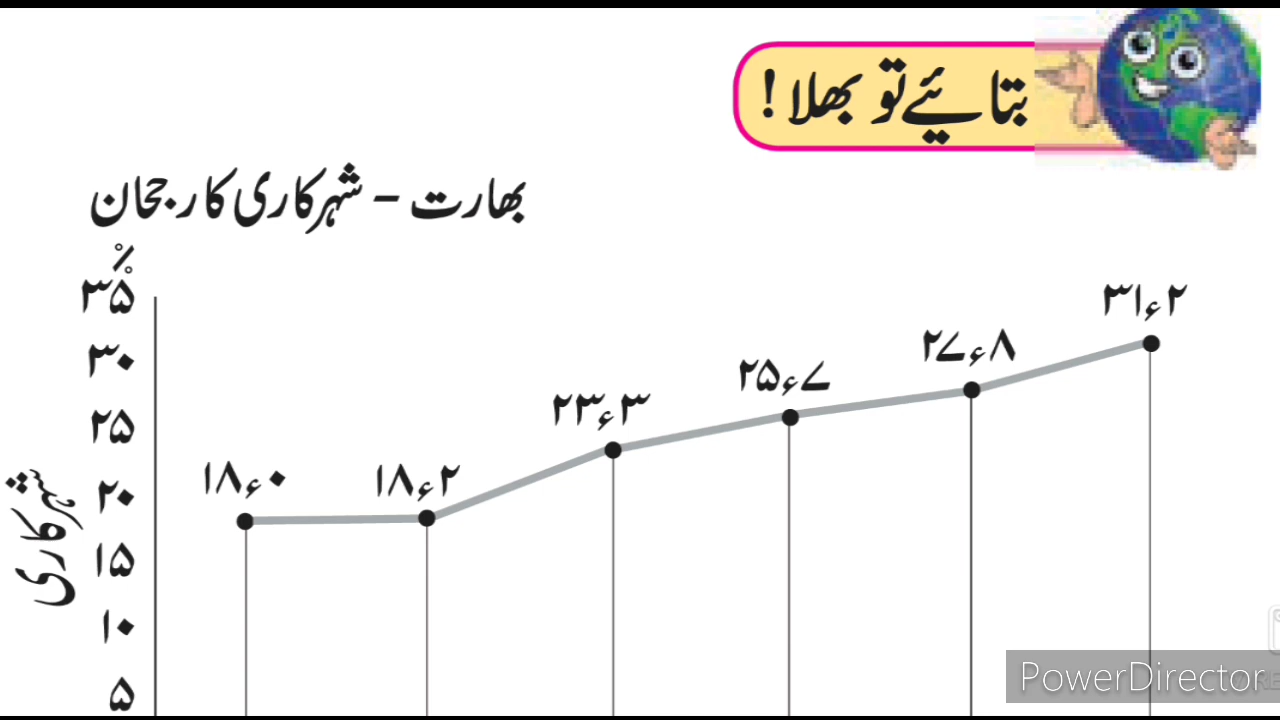 بتائیے تو بھلا!
بھارت - شہرکاری کا رجحان
%
۳۵
۳۰
۲۵
۲۰
۱۵
۱۰
۵
شہرکاری
۱۸ء۰
۱۸ء۲
۲۳ء۳
۲۵ء۷
۲۷ء۸
۳۱ء۲
PowerDirector